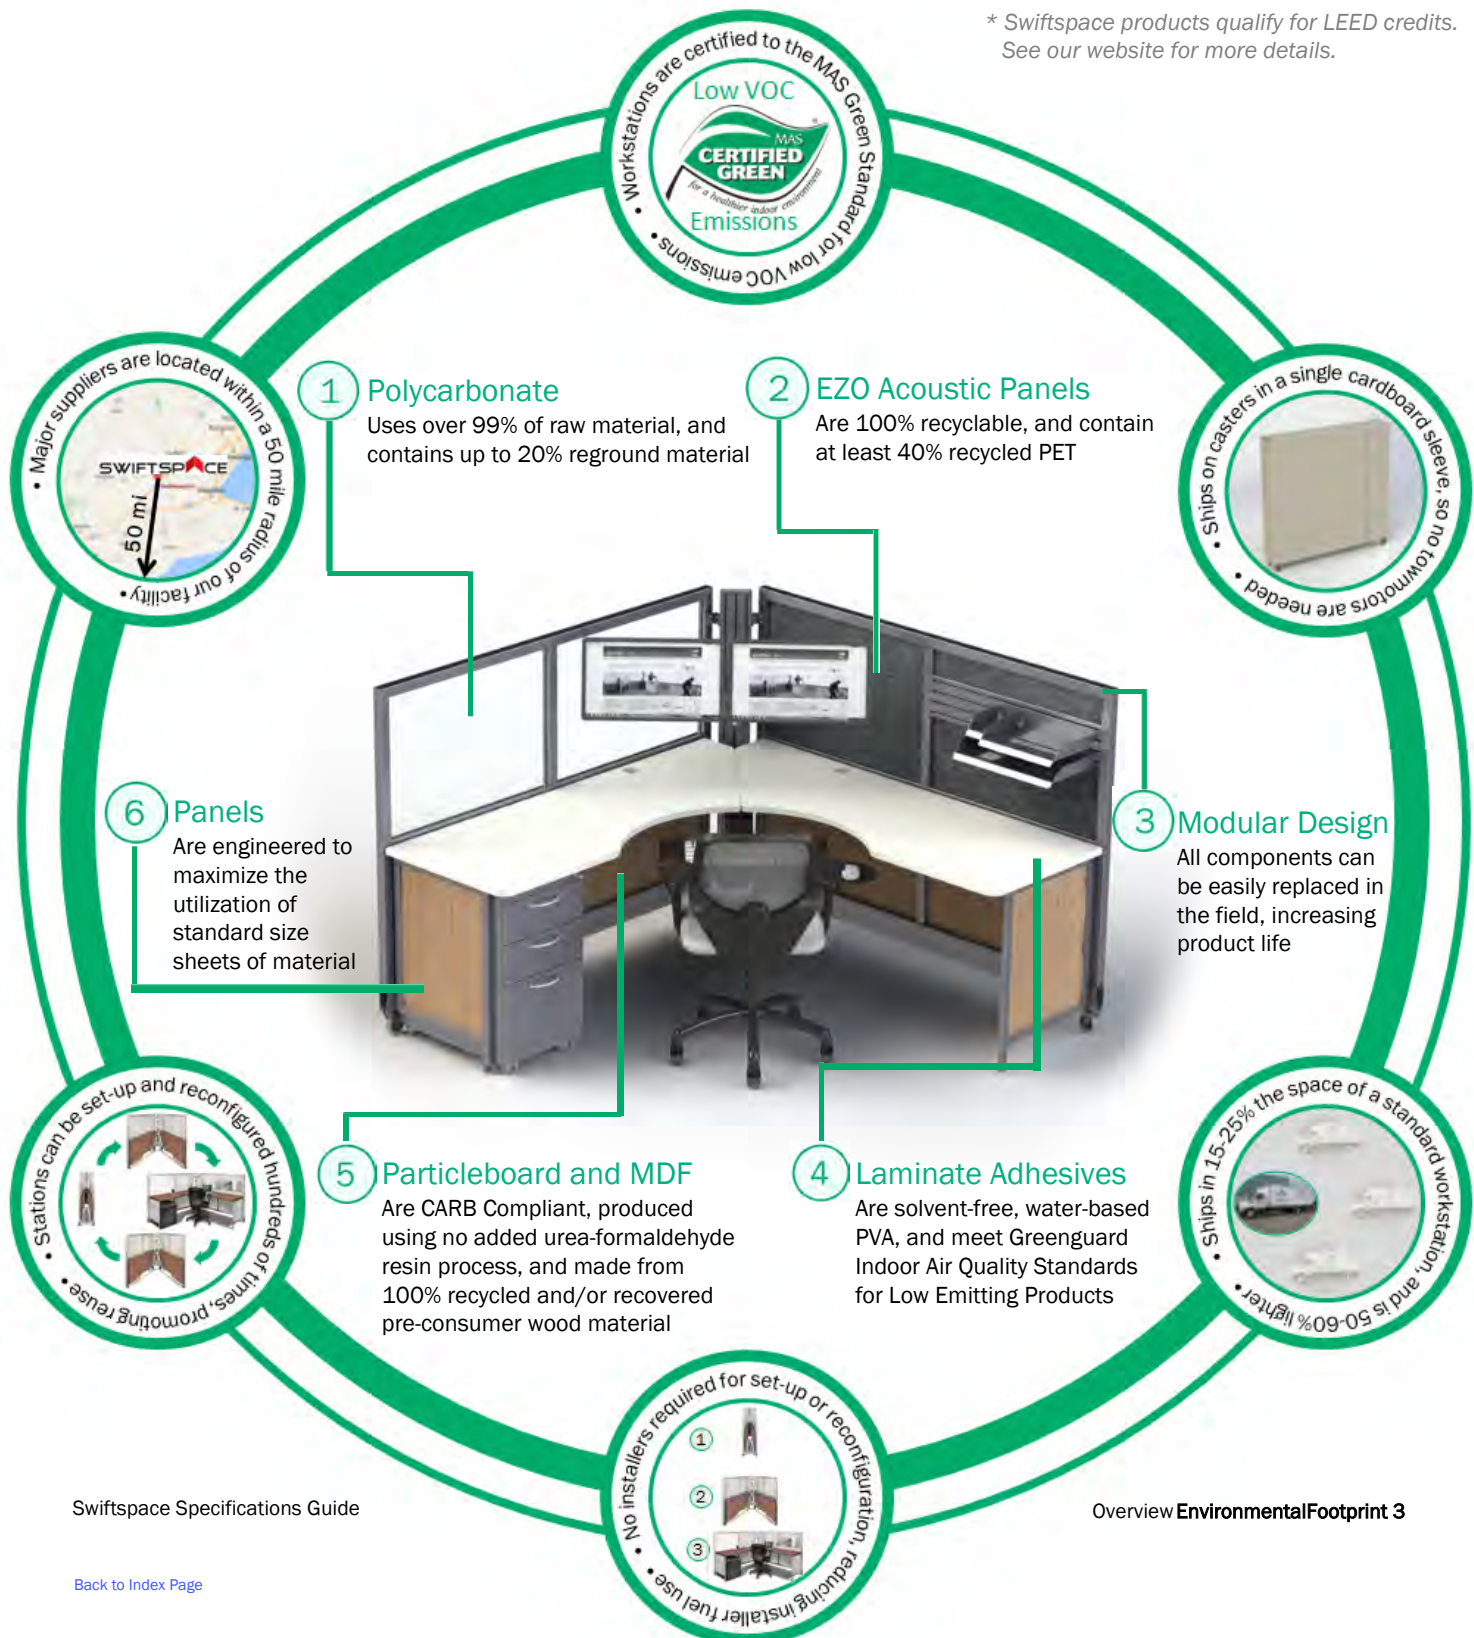 * Swiftspace products qualify for LEED credits.
See our website for more details.
• Workstations are certified to the MAS Green Standard for low VOC emissions •
Low VOC
MAS
CERTIFIED
GREEN
®
for a healthier indoor environment
Emissions
• Major suppliers are located within a 50 mile radius of our facility •
SWIFTSPACE
50 mi
• Ships on casters in a single cardboard sleeve, so no towmotors are needed •
1 Polycarbonate
Uses over 99% of raw material, and
contains up to 20% reground material
2 EZO Acoustic Panels
Are 100% recyclable, and contain
at least 40% recycled PET
6 Panels
Are engineered to
maximize the
utilization of
standard size
sheets of material
3 Modular Design
All components can
be easily replaced in
the field, increasing
product life
• Stations can be set-up and reconfigured hundreds of times, promoting reuse •
5 Particleboard and MDF
Are CARB Compliant, produced
using no added urea-formaldehyde
resin process, and made from
100% recycled and/or recovered
pre-consumer wood material
4 Laminate Adhesives
Are solvent-free, water-based
PVA, and meet Greenguard
Indoor Air Quality Standards
for Low Emitting Products
• Ships in 15-25% the space of a standard workstation, and is 50-60% lighter •
• No installers required for set-up or reconfiguration, reducing installer fuel use •
1
2
3
Swiftspace Specifications Guide
Overview EnvironmentalFootprint 3
Back to Index Page